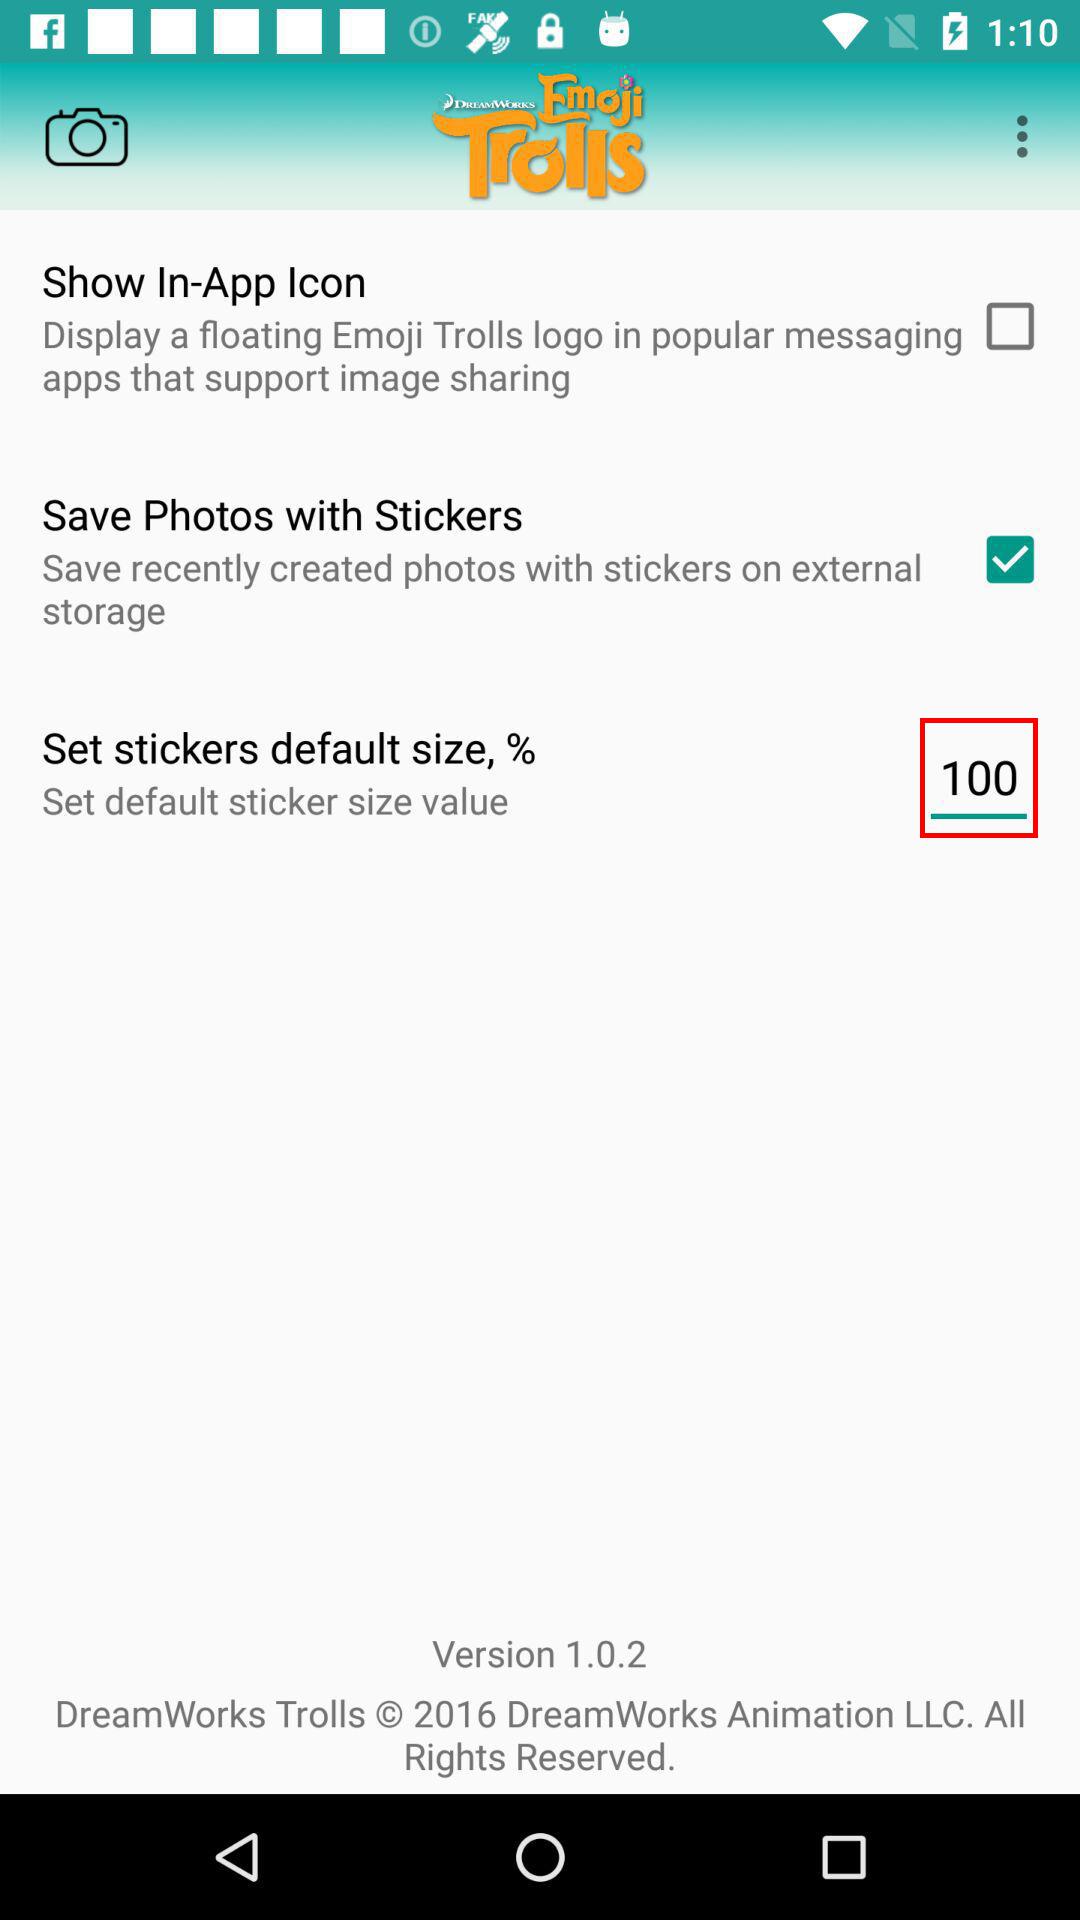 FAKE
1:10
DREAMWORKS Emoji
Trolls
Show In-App Icon
Display a floating Emoji Trolls logo in popular messaging
apps that support image sharing
Save Photos with Stickers
Save recently created photos with stickers on external
storage
Set stickers default size, %
Set default sticker size value
100
Version 1.0.2
DreamWorks Trolls © 2016 DreamWorks Animation LLC. All
Rights Reserved.